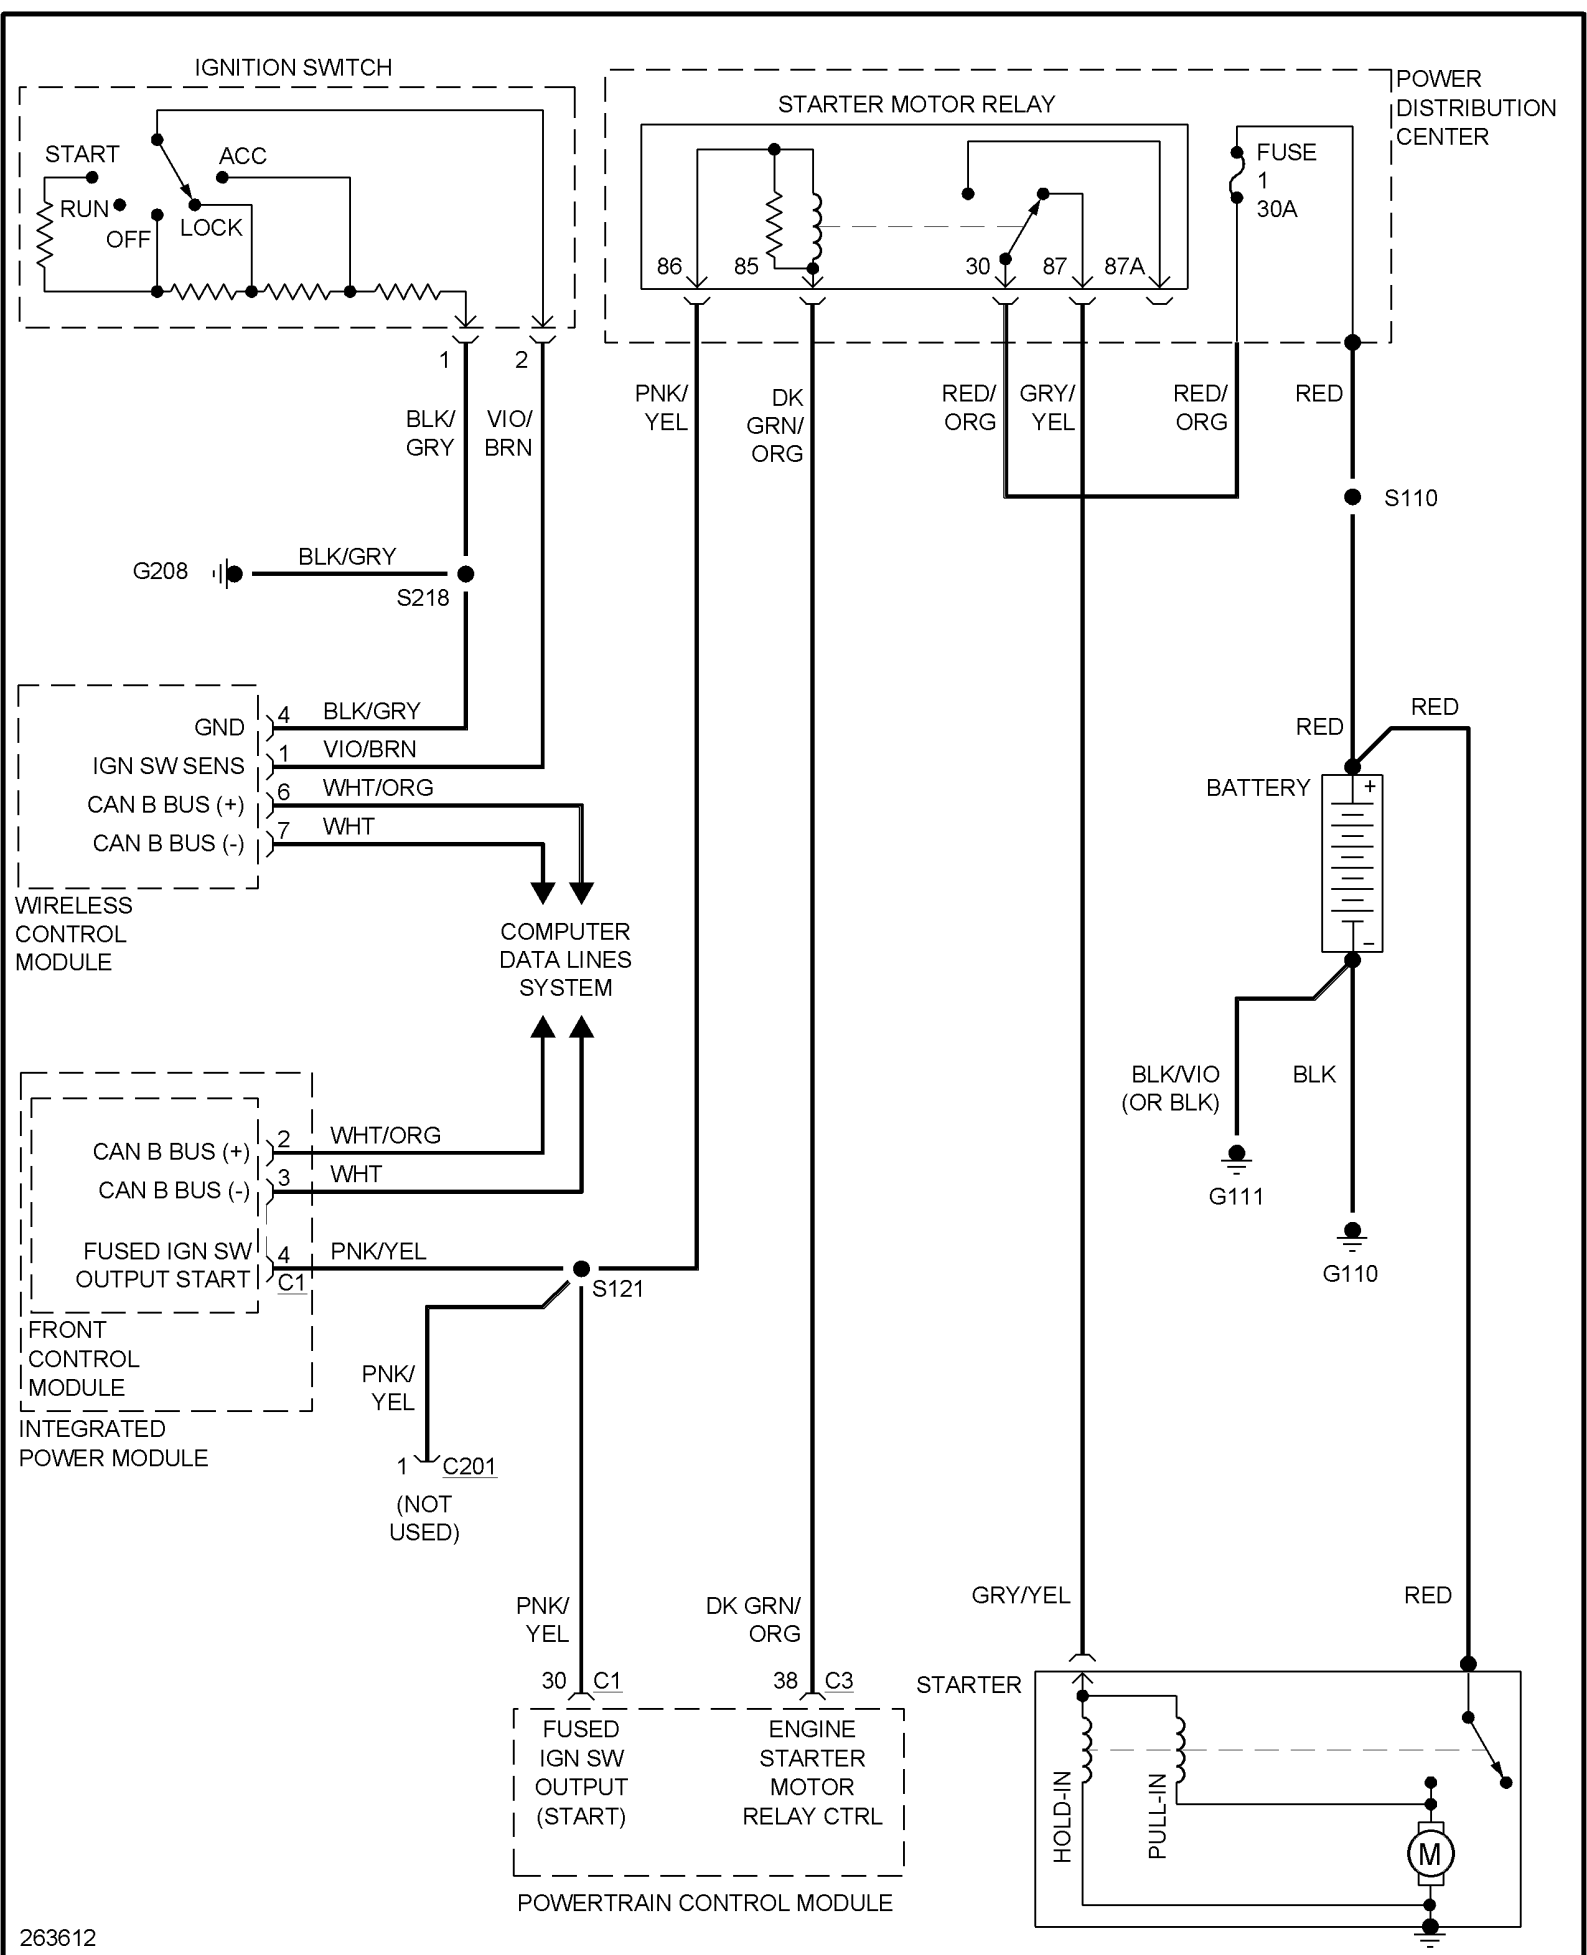 IGNITION SWITCH
START
ACC
RUN
OFF
LOCK
1
2
BLK/
GRY
VIO/
BRN
POWER
DISTRIBUTION
CENTER
STARTER MOTOR RELAY
86
85
30
87
87A
FUSE
1
30A
PNK/
YEL
DK
GRN/
ORG
RED/
ORG
GRY/
YEL
RED/
ORG
RED
S110
G208
BLK/GRY
S218
GND
4
BLK/GRY
IGN SW SENS
1
VIO/BRN
CAN B BUS (+)
6
WHT/ORG
CAN B BUS (-)
7
WHT
WIRELESS
CONTROL
MODULE
COMPUTER
DATA LINES
SYSTEM
RED
RED
BATTERY
+
–
BLK/VIO
(OR BLK)
BLK
G111
G110
CAN B BUS (+)
2
WHT/ORG
CAN B BUS (-)
3
WHT
FUSED IGN SW
OUTPUT START
4
C1
PNK/YEL
S121
FRONT
CONTROL
MODULE
INTEGRATED
POWER MODULE
PNK/
YEL
1
C201
(NOT
USED)
PNK/
YEL
DK GRN/
ORG
GRY/YEL
RED
30
C1
38
C3
FUSED
IGN SW
OUTPUT
(START)
ENGINE
STARTER
MOTOR
RELAY CTRL
POWERTRAIN CONTROL MODULE
STARTER
HOLD-IN
PULL-IN
M
263612